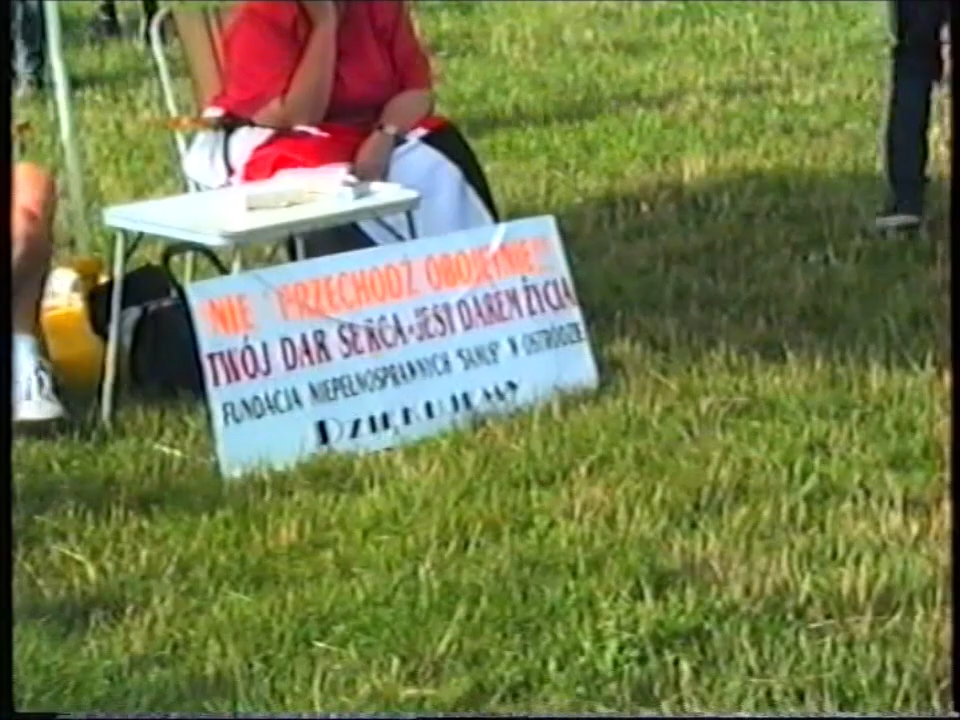 NIE PRZECHODŹ OBOJĘTNIE!!
TWÓJ DAR SERCA-JEST DAREM ŻYCIA
FUNDACJA NIEPEŁNOSPRAWNYCH W OSTRÓDZIE
DZIĘKUJEMY